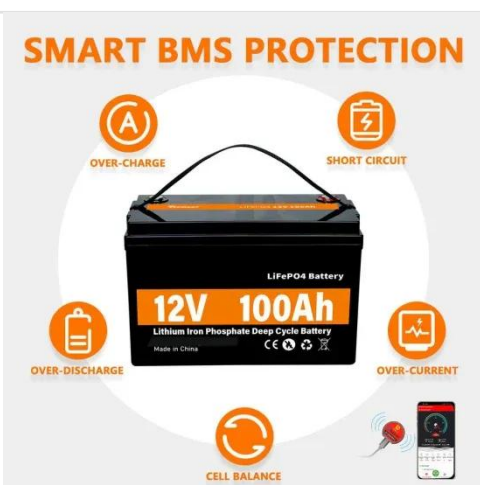 SMART BMS PROTECTION
OVER-CHARGE
SHORT CIRCUIT
LiFePO4 Battery
12V 100Ah
Lithium Iron Phosphate Deep Cycle Battery
Made in China
CE
OVER-DISCHARGE
OVER-CURRENT
CELL BALANCE